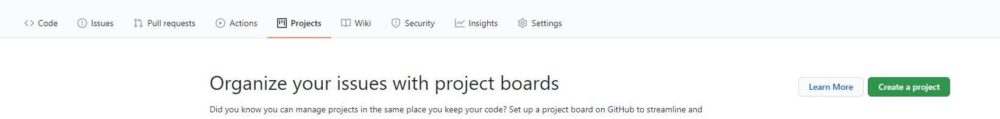 Code Issues Pull requests Actions Projects Wiki Security Insights Settings
Organize your issues with project boards
Learn More Create a project
Did you know you can manage projects in the same place you keep your code? Set up a project board on GitHub to streamline and